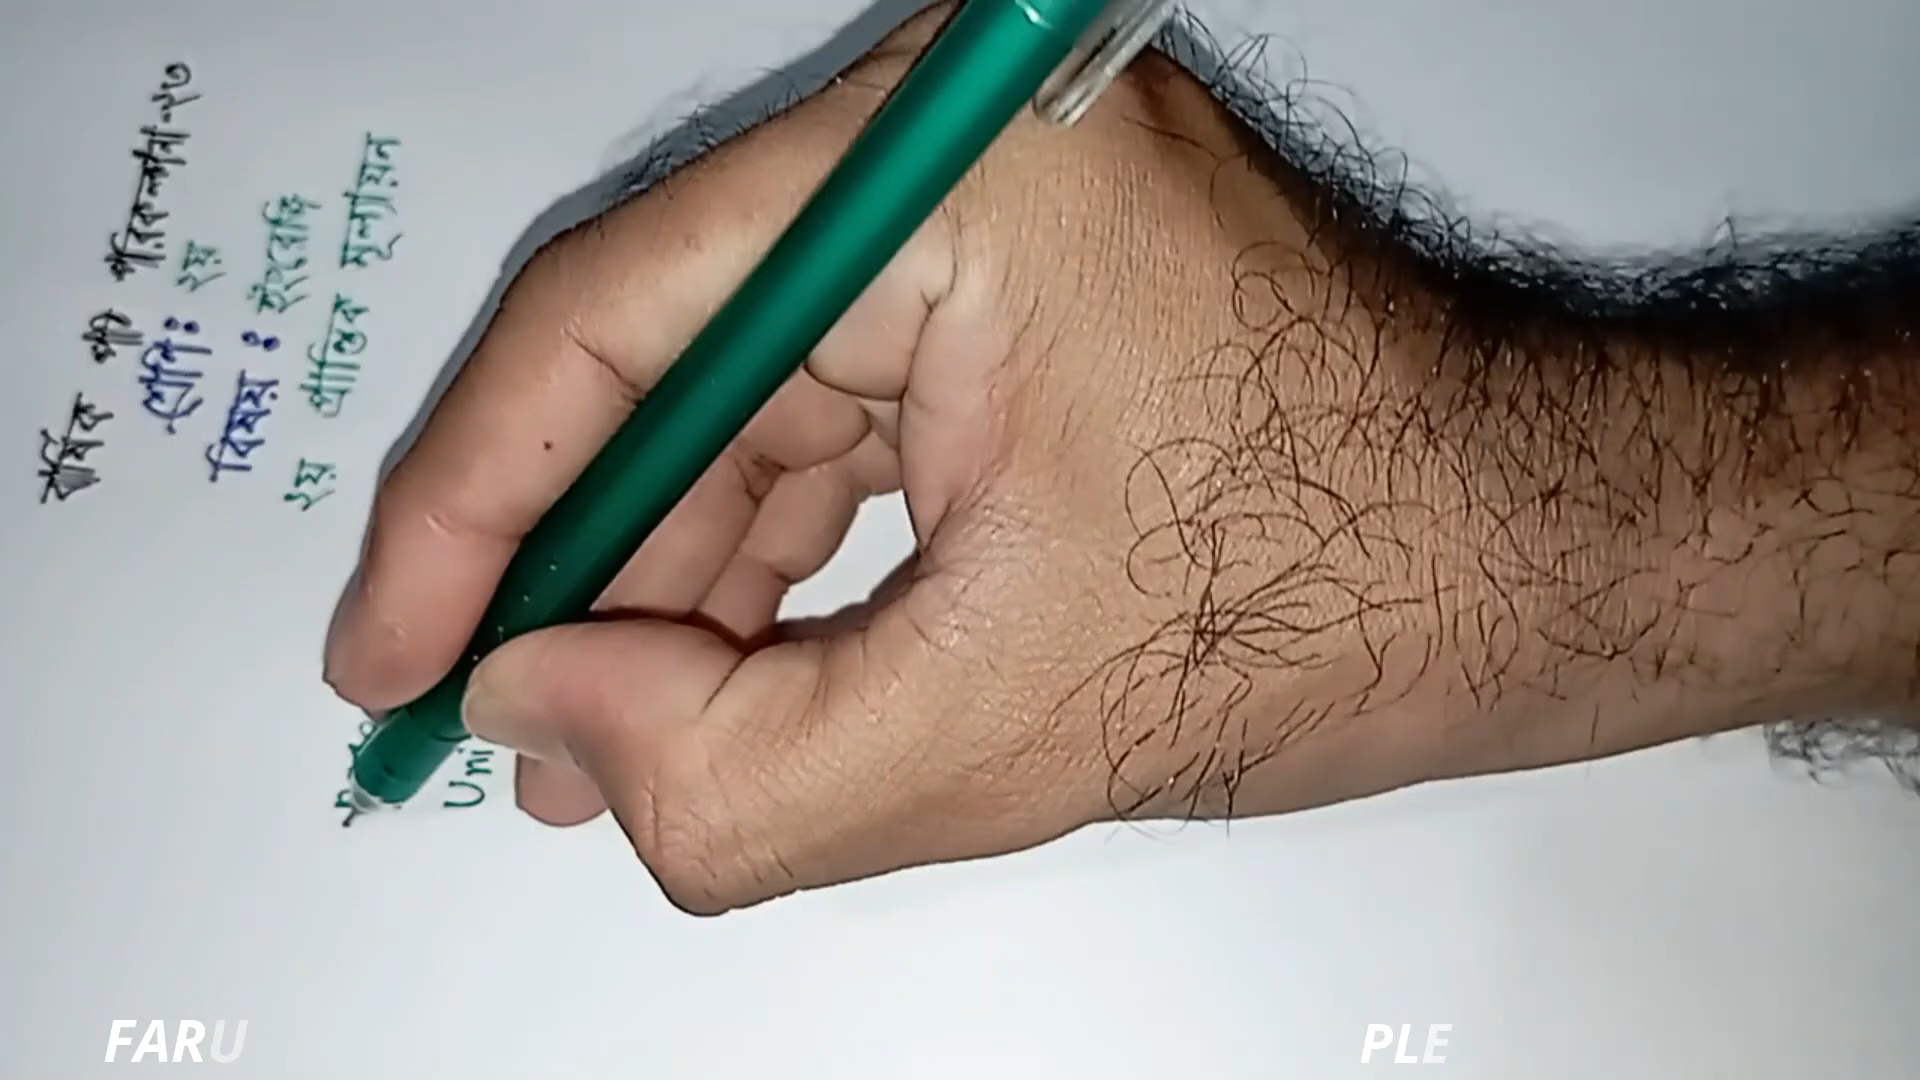 বার্ষিক পাঠ পরিকল্পনা-২৩
শ্রেণি: ২য়
বিষয়: ইংরেজি
২য় প্রান্তিক মূল্যায়ন
Uni
FARU
PLE